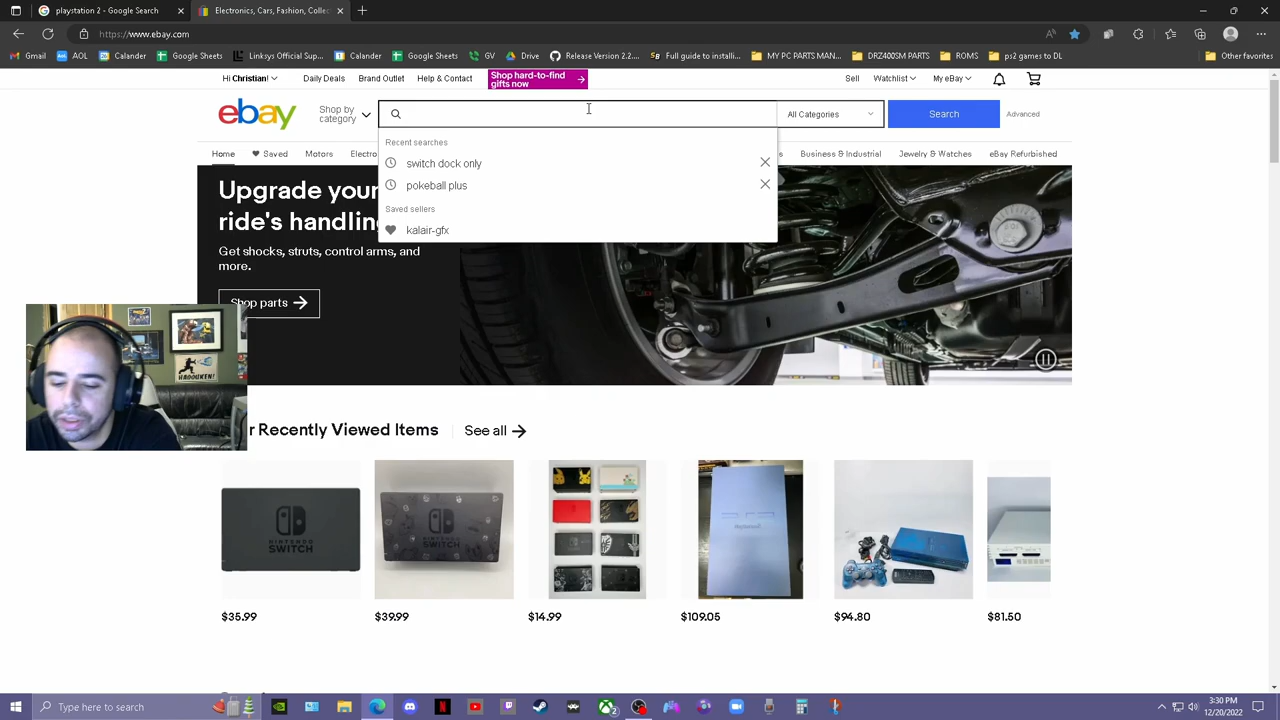 playstation 2 - Google Search
Electronics, Cars, Fashion, Collec
https://www.ebay.com
Gmail
AOL
Calander
Google Sheets
Linksys Official Sup...
Calander
Google Sheets
GV
Drive
Release Version 2.2....
Full guide to installi...
MY PC PARTS MAN...
DRZ400SM PARTS
ROMS
ps2 games to DL
Other favorites
Hi Christian!
Daily Deals
Brand Outlet
Help & Contact
Shop hard-to-find
gifts now
Sell
Watchlist
My eBay
ebay
Shop by
category
All Categories
Search
Advanced
Recent searches
switch dock only
pokeball plus
Saved sellers
kalair-gfx
Home
Saved
Motors
Electro
s
Business & Industrial
Jewelry & Watches
eBay Refurbished
Upgrade your
ride's handling
Get shocks, struts, control arms, and
more.
Shop parts
HADOUKEN!
r Recently Viewed Items
See all
NINTENDO
SWITCH
NINTENDO
SWITCH
$35.99
$39.99
$14.99
$109.05
$94.80
$81.50
Type here to search
3:30 PM
12/20/2022